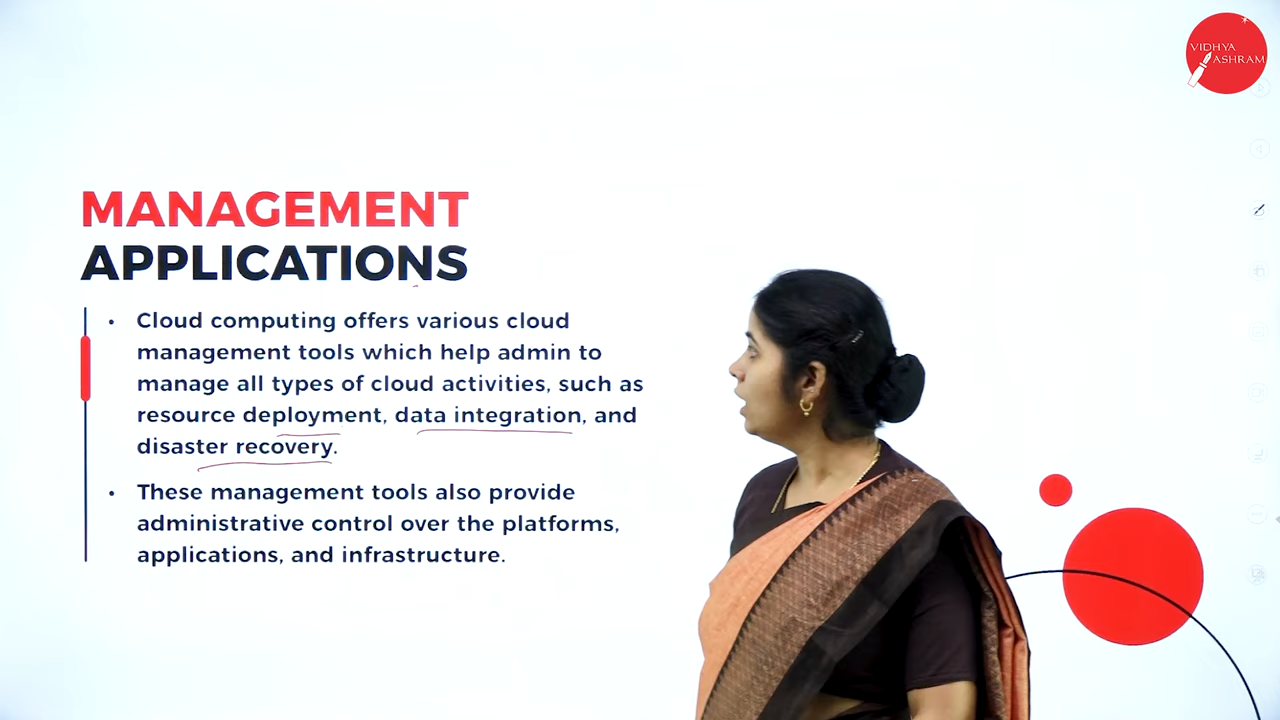 VIDHYA
ASHRAM
MANAGEMENT
APPLICATIONS
• Cloud computing offers various cloud
management tools which help admin to
manage all types of cloud activities, such as
resource deployment, data integration, and
disaster recovery.
• These management tools also provide
administrative control over the platforms,
applications, and infrastructure.